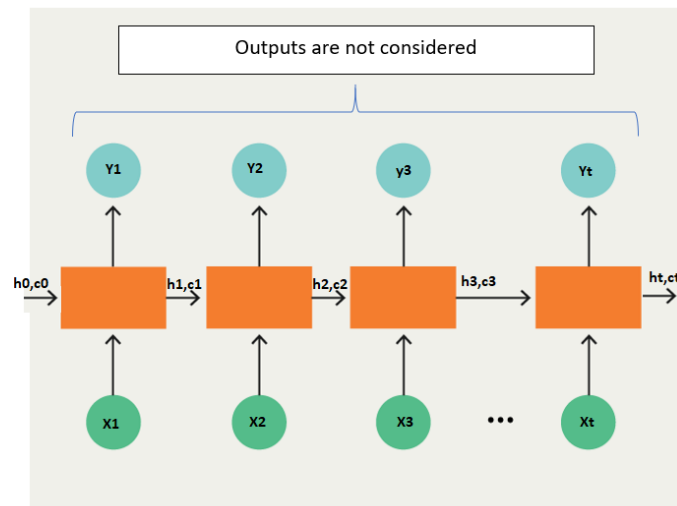 Outputs are not considered
Y1 Y2 y3 Yt
h0,c0 h1,c1 h2,c2 h3,c3 ht,ct
X1 X2 X3 ••• Xt